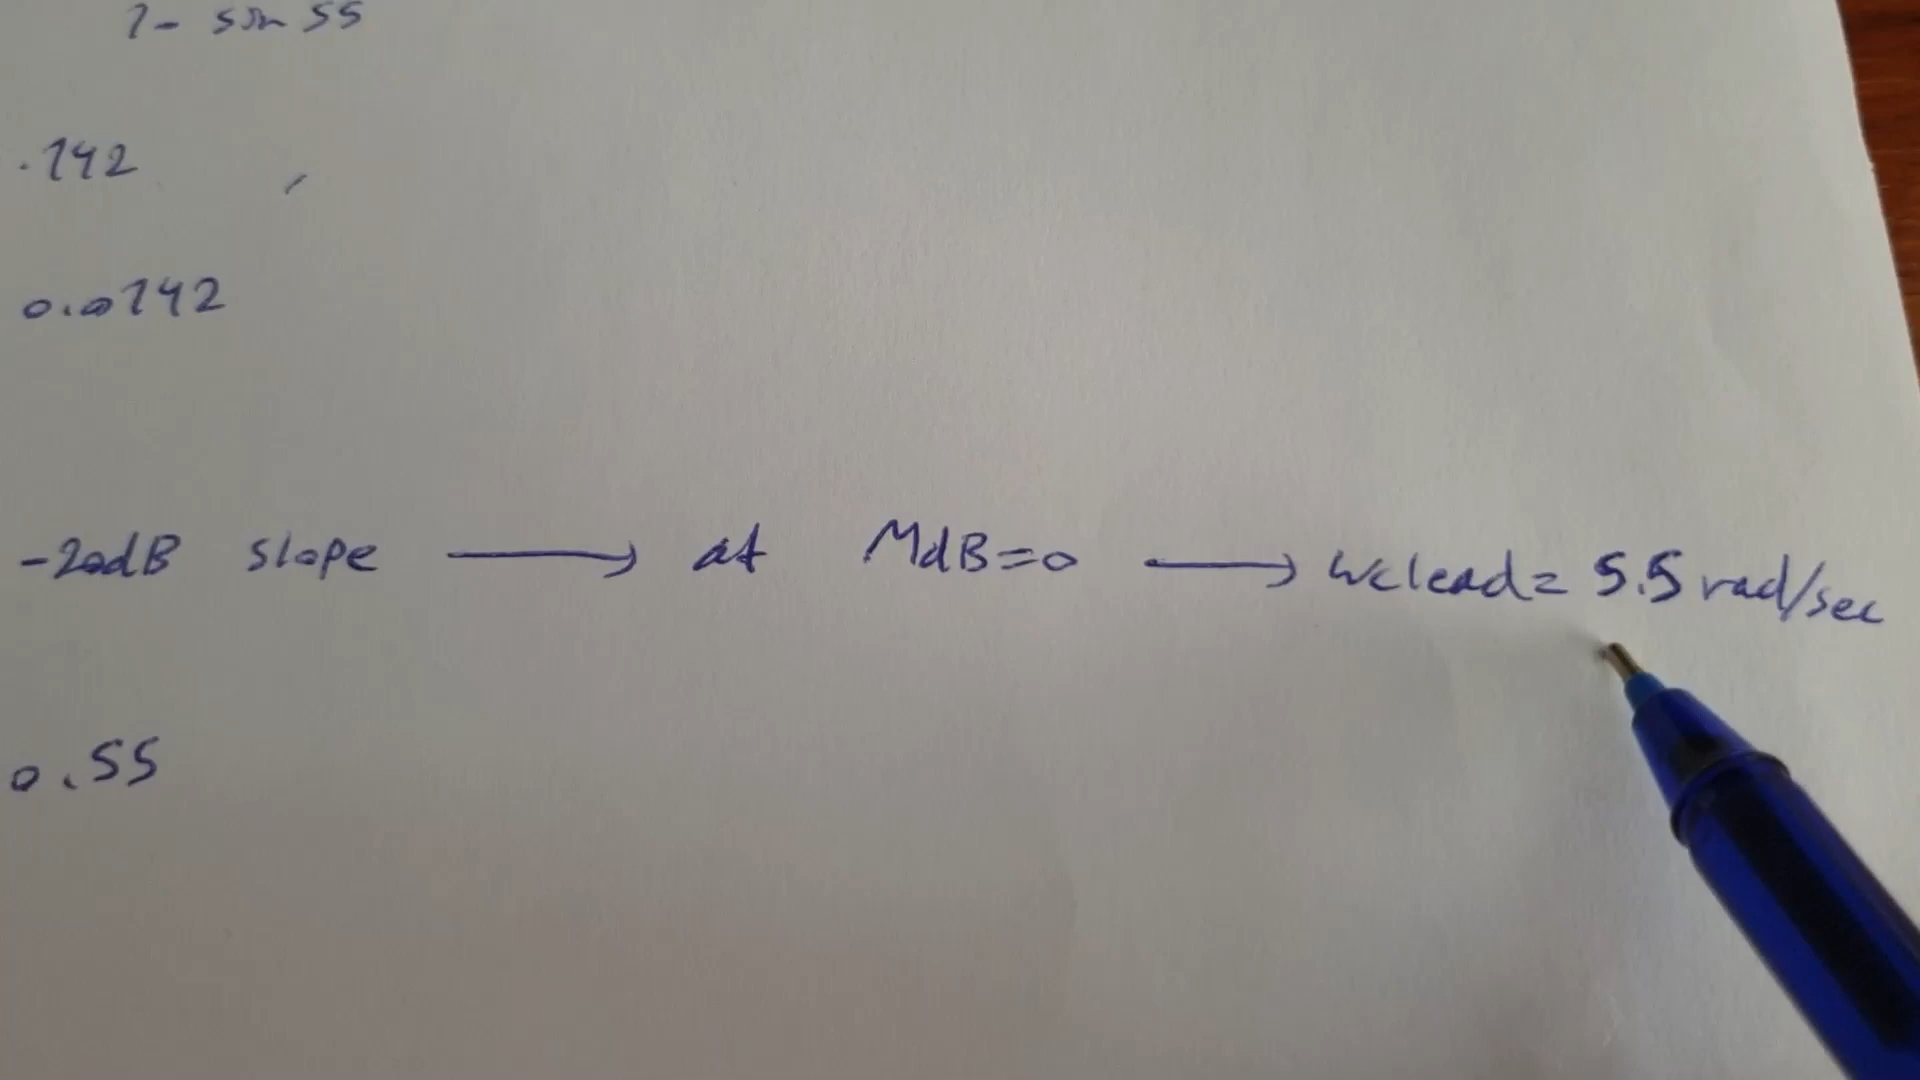 1 - sin 55
.142
0.0142
-20dB slope → at MdB=0 → wclead= 5.5 rad/sec
0.55